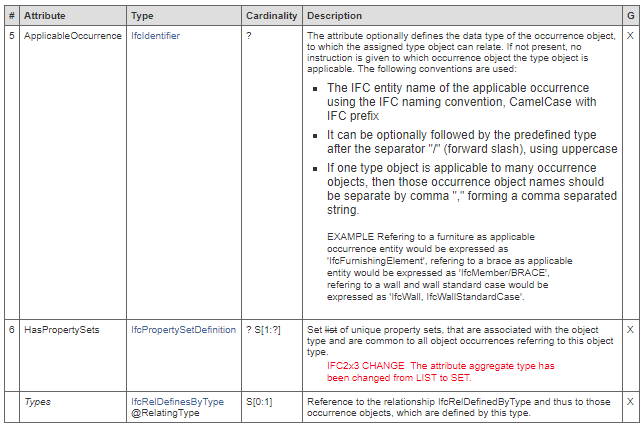 # Attribute Type Cardinality Description G
5 ApplicableOccurrence IfcIdentifier ? The attribute optionally defines the data type of the occurrence object, X
to which the assigned type object can relate. If not present, no
instruction is given to which occurrence object the type object is
applicable. The following conventions are used:
▪ The IFC entity name of the applicable occurrence
using the IFC naming convention, CamelCase with
IFC prefix
▪ It can be optionally followed by the predefined type
after the separator "/" (forward slash), using uppercase
▪ If one type object is applicable to many occurrence
objects, then those occurrence object names should
be separate by comma "," forming a comma separated
string.
EXAMPLE Refering to a furniture as applicable
occurrence entity would be expressed as
'IfcFurnishingElement', refering to a brace as applicable
entity would be expressed as 'IfcMember/BRACE',
refering to a wall and wall standard case would be
expressed as 'IfcWall, IfcWallStandardCase'.
6 HasPropertySets IfcPropertySetDefinition ? S[1:?] Set list of unique property sets, that are associated with the object X
type and are common to all object occurrences referring to this object
type.
IFC2x3 CHANGE The attribute aggregate type has
been changed from LIST to SET.
Types IfcRelDefinesByType S[0:1] Reference to the relationship IfcRelDefinedByType and thus to those X
@RelatingType occurrence objects, which are defined by this type.